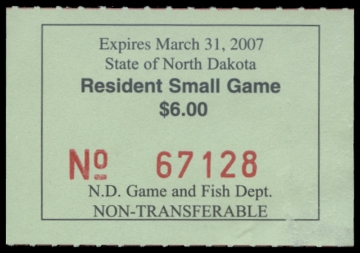 Expires March 31, 2007
State of North Dakota
Resident Small Game
$6.00
No 67128
N.D. Game and Fish Dept.
NON-TRANSFERABLE